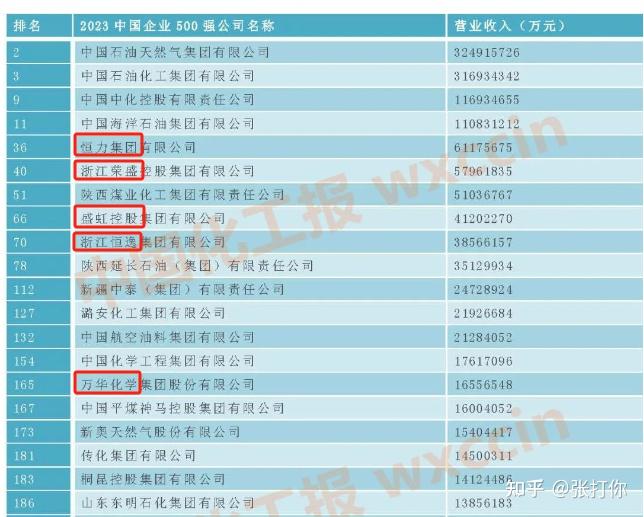 排名 2023 中国企业 500 强公司名称 营业收入（万元）
2 中国石油天然气集团有限公司 324915726
3 中国石油化工集团有限公司 316934342
9 中国中化控股有限责任公司 116934655
11 中国海洋石油集团有限公司 110831212
36 恒力集团有限公司 61175675
40 浙江荣盛控股集团有限公司 57961835
51 陕西煤业化工集团有限责任公司 51036767
66 盛虹控股集团有限公司 41202270
70 浙江恒逸集团有限公司 38566157
78 陕西延长石油（集团）有限责任公司 35129934
112 新疆中泰（集团）有限责任公司 24728924
127 潞安化工集团有限公司 21926684
132 中国航空油料集团有限公司 21284052
154 中国化学工程集团有限公司 17617096
165 万华化学集团股份有限公司 16556548
167 中国平煤神马控股集团有限公司 16004052
173 新奥天然气股份有限公司 15404417
181 传化集团有限公司 14500311
183 桐昆控股集团有限公司 14124486
186 山东东明石化集团有限公司 13856183
中国化工报 wxccin
中国化工报 wxccin
知乎 @张打你